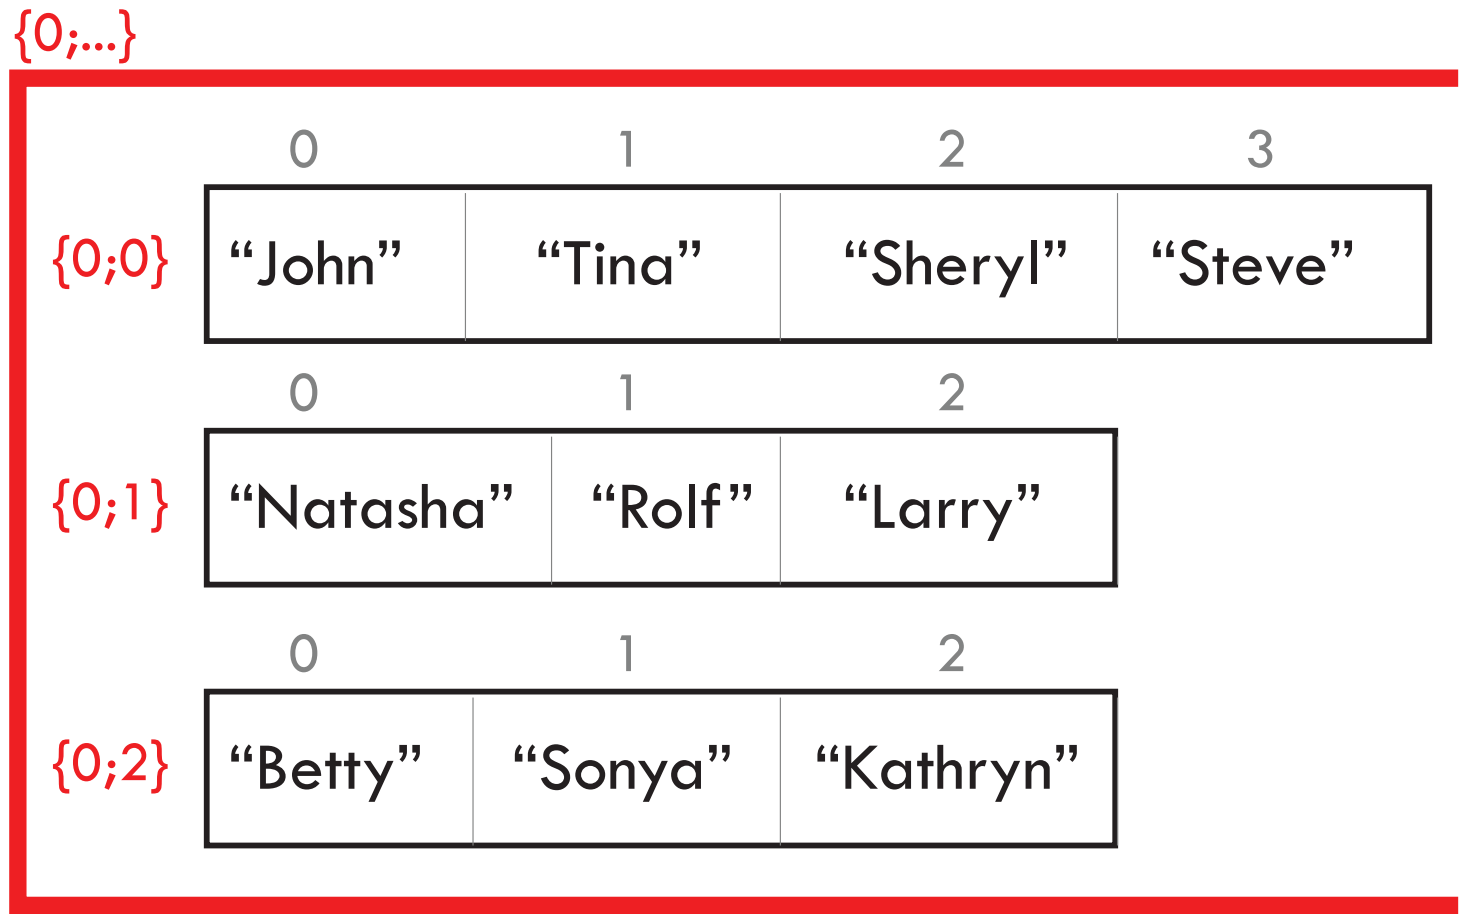 {0;...}
0 1 2 3
{0;0} “John” “Tina” “Sheryl” “Steve”
0 1 2
{0;1} “Natasha” “Rolf” “Larry”
0 1 2
{0;2} “Betty” “Sonya” “Kathryn”